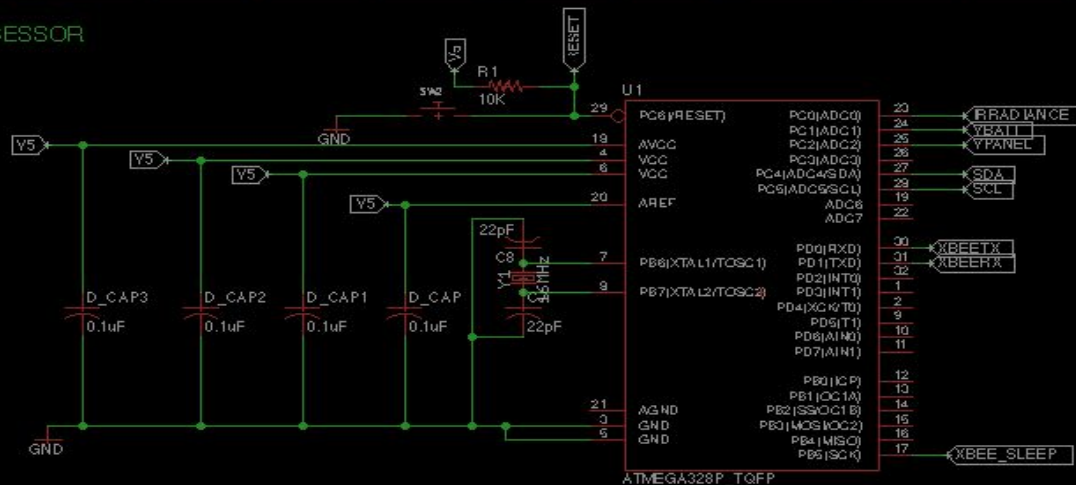 ESSOR
RESET
R1
10K
SW2
GND
V5
V5
V5
V5
U1
29 PC6(/RESET)
19 AVCC
4 VCC
6 VCC
20 AREF
7 PB6(XTAL1/TOSC1)
PB7(XTAL2/TOSC2)
21 AGND
3 GND
5 GND
PC0(ADC0) 23 IRRADIANCE
PC1(ADC1) 24 VBATT
PC2(ADC2) 25 VPANEL
PC3(ADC3) 26
PC4(ADC4/SDA) 27 SDA
PC5(ADC5/SCL) 28 SCL
ADC6 19
ADC7 22
PD0(RXD) 30 XBEETX
PD1(TXD) 31 XBEERX
PD2(INT0) 32
PD3(INT1) 1
PD4(XCK/T0) 2
PD5(T1) 9
PD6(AIN0) 10
PD7(AIN1) 11
PB0(ICP) 12
PB1(OC1A) 13
PB2(SS/OC1B) 14
PB3(MOSI/OC2) 15
PB4(MISO) 16
PB5(SCK) 17 XBEE_SLEEP
22pF
C8
Y1
16MHz
22pF
D_CAP3
0.1uF
D_CAP2
0.1uF
D_CAP1
0.1uF
D_CAP
0.1uF
GND
ATMEGA328P_TQFP